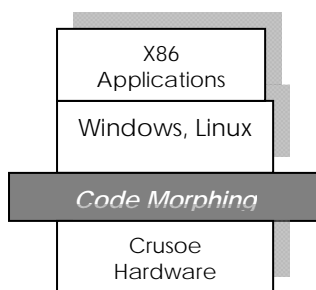 X86
Applications
Windows, Linux
Code Morphing
Crusoe
Hardware